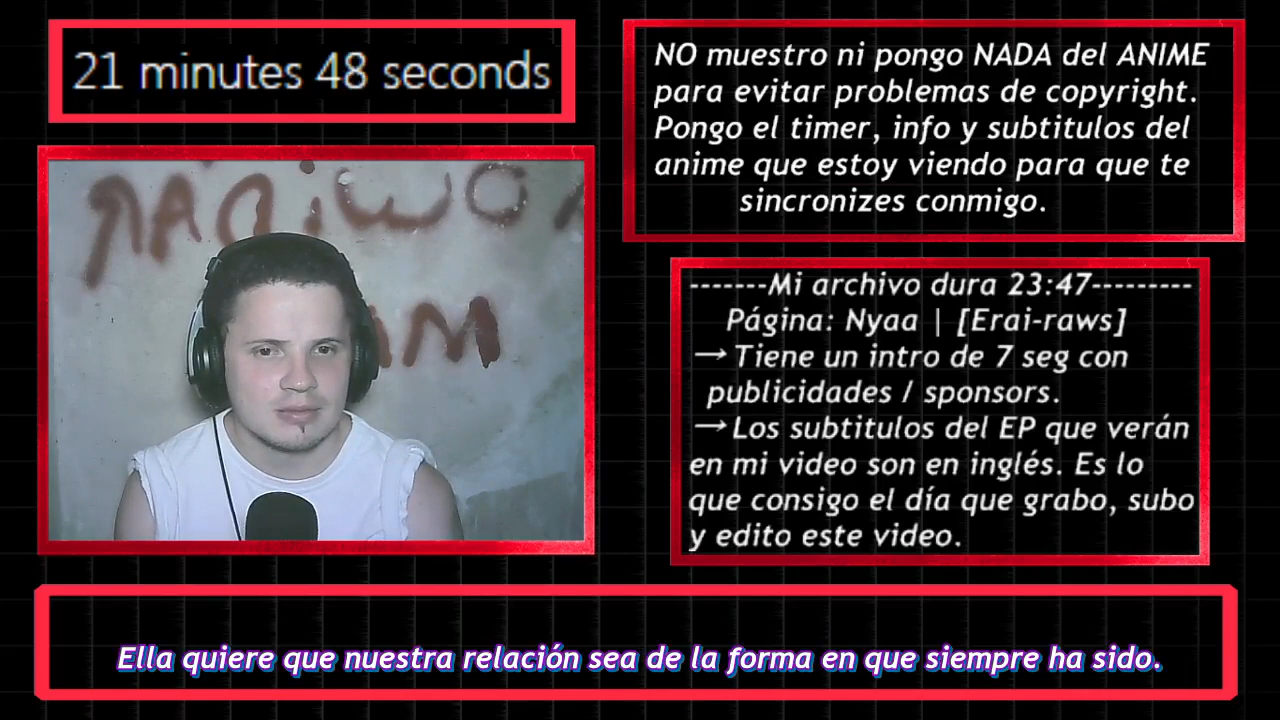 21 minutes 48 seconds
NO muestro ni pongo NADA del ANIME
para evitar problemas de copyright.
Pongo el timer, info y subtitulos del
anime que estoy viendo para que te
sincronizes conmigo.
-------Mi archivo dura 23:47---------
Página: Nyaa | [Erai-raws]
→ Tiene un intro de 7 seg con
publicidades / sponsors.
→ Los subtitulos del EP que verán
en mi video son en inglés. Es lo
que consigo el día que grabo, subo
y edito este video.
Ella quiere que nuestra relación sea de la forma en que siempre ha sido.